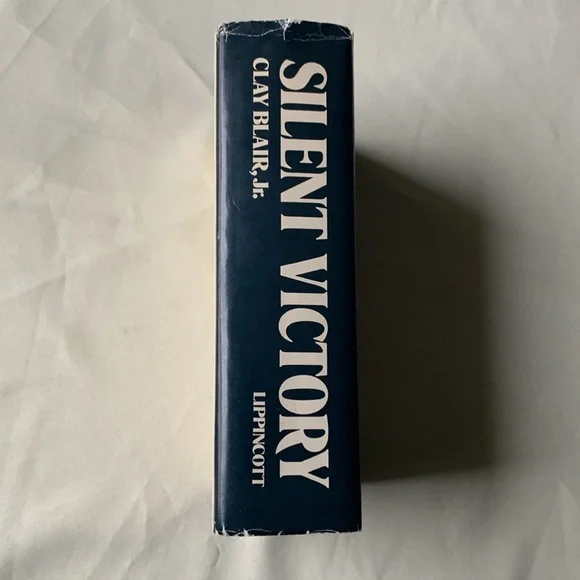 SILENT VICTORY
CLAY BLAIR, Jr.
LIPPINCOTT